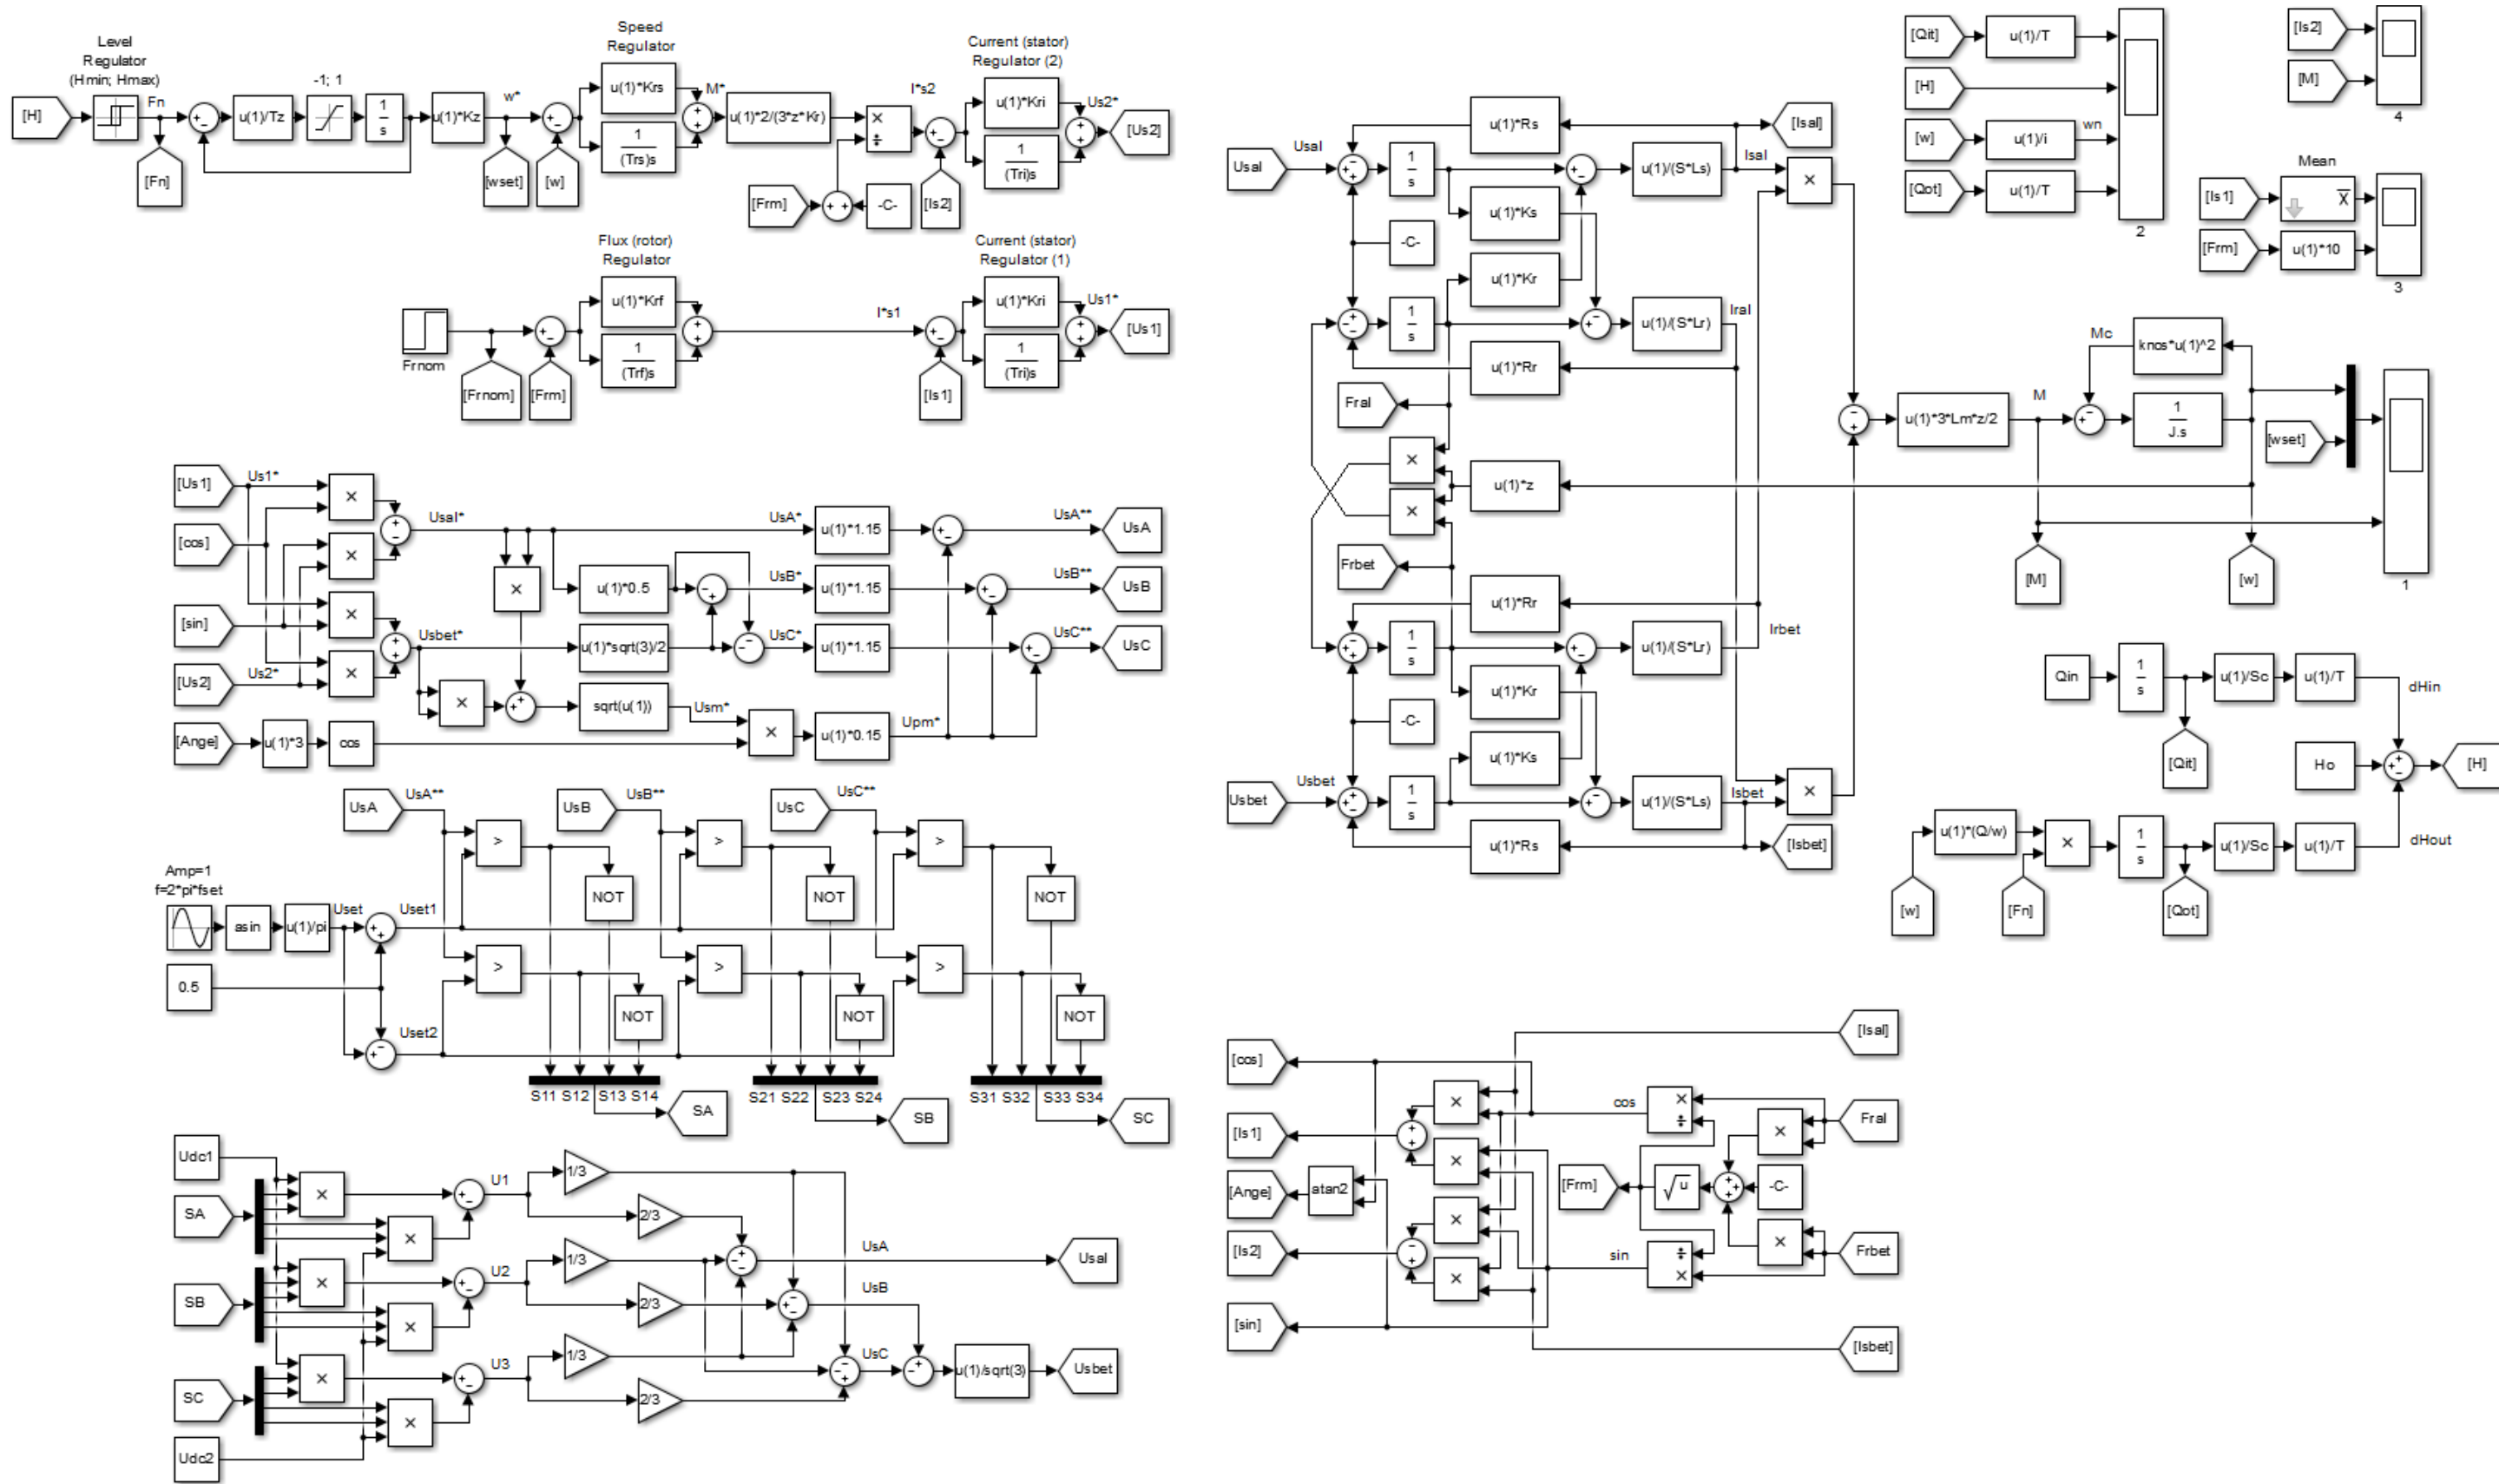 Level
Regulator
(Hmin; Hmax)
[H]
Fn
[Fn]
u(1)/Tz
-1; 1
1
s
u(1)*Kz
w*
[wset]
[w]
Speed
Regulator
u(1)*Krs
1
(Trs)s
M*
u(1)*2/(3*z*Kr)
×
÷
I*s2
[Frm]
-C-
[Is2]
Current (stator)
Regulator (2)
u(1)*Kri
1
(Tri)s
Us2*
[Us2]
Flux (rotor)
Regulator
Frnom
[Frnom]
[Frm]
u(1)*Krf
1
(Trf)s
I*s1
[Is1]
Current (stator)
Regulator (1)
u(1)*Kri
1
(Tri)s
Us1*
[Us1]
[Us1]
Us1*
[cos]
[sin]
[Us2]
Us2*
[Ange]
u(1)*3
cos
×
×
×
×
Usal*
Usbet*
×
×
u(1)*0.5
u(1)*sqrt(3)/2
sqrt(u(1))
Usm*
×
u(1)*0.15
Upm*
UsA*
UsB*
UsC*
u(1)*1.15
u(1)*1.15
u(1)*1.15
UsA**
UsB**
UsC**
UsA
UsB
UsC
UsA
UsA**
UsB
UsB**
UsC
UsC**
>
>
>
NOT
NOT
NOT
Amp=1
f=2*pi*fset
asin
u(1)/pi
Uset
Uset1
0.5
Uset2
>
>
>
NOT
NOT
NOT
S11 S12 S13 S14
S21 S22 S23 S24
S31 S32 S33 S34
SA
SB
SC
Udc1
SA
SB
SC
Udc2
×
×
×
×
×
×
U1
U2
U3
1/3
2/3
1/3
2/3
1/3
2/3
UsA
UsB
UsC
u(1)/sqrt(3)
Usal
Usbet
Usal
Usal
1
s
u(1)*Rs
u(1)*Ks
u(1)*Kr
u(1)/(S*Ls)
Isal
[Isal]
×
-C-
1
s
u(1)/(S*Lr)
Iral
u(1)*Rr
Fral
×
×
u(1)*z
Frbet
u(1)*Rr
1
s
u(1)/(S*Lr)
Irbet
u(1)*Kr
-C-
u(1)*Ks
Usbet
Usbet
1
s
u(1)/(S*Ls)
Isbet
×
u(1)*Rs
[Isbet]
[Qit]
u(1)/T
[H]
[w]
u(1)/i
wn
[Qot]
u(1)/T
2
[Is2]
[M]
4
Mean
[Is1]
X
[Frm]
u(1)*10
3
u(1)*3*Lm*z/2
M
Mc
knos*u(1)^2
1
J.s
[wset]
[M]
[w]
1
Qin
1
s
u(1)/Sc
u(1)/T
dHin
[Qit]
Ho
[H]
u(1)*(Q/w)
×
1
s
u(1)/Sc
u(1)/T
dHout
[w]
[Fn]
[Qot]
[cos]
[Is1]
[Ange]
[Is2]
[sin]
atan2
×
×
×
×
cos
sin
×
÷
÷
×
[Frm]
√u
×
-C-
×
[Isal]
Fral
Frbet
[Isbet]